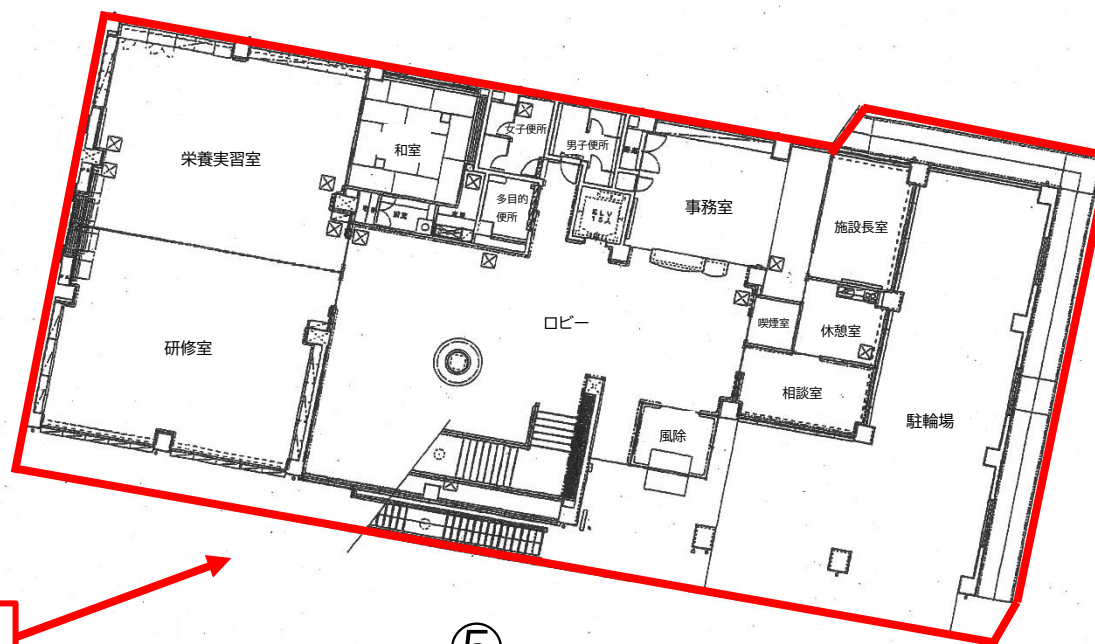 栄養実習室
和室
女子便所
男子便所
多目的
便所
事務室
施設長室
ロビー
喫煙室
休憩室
研修室
相談室
駐輪場
風除
⑤